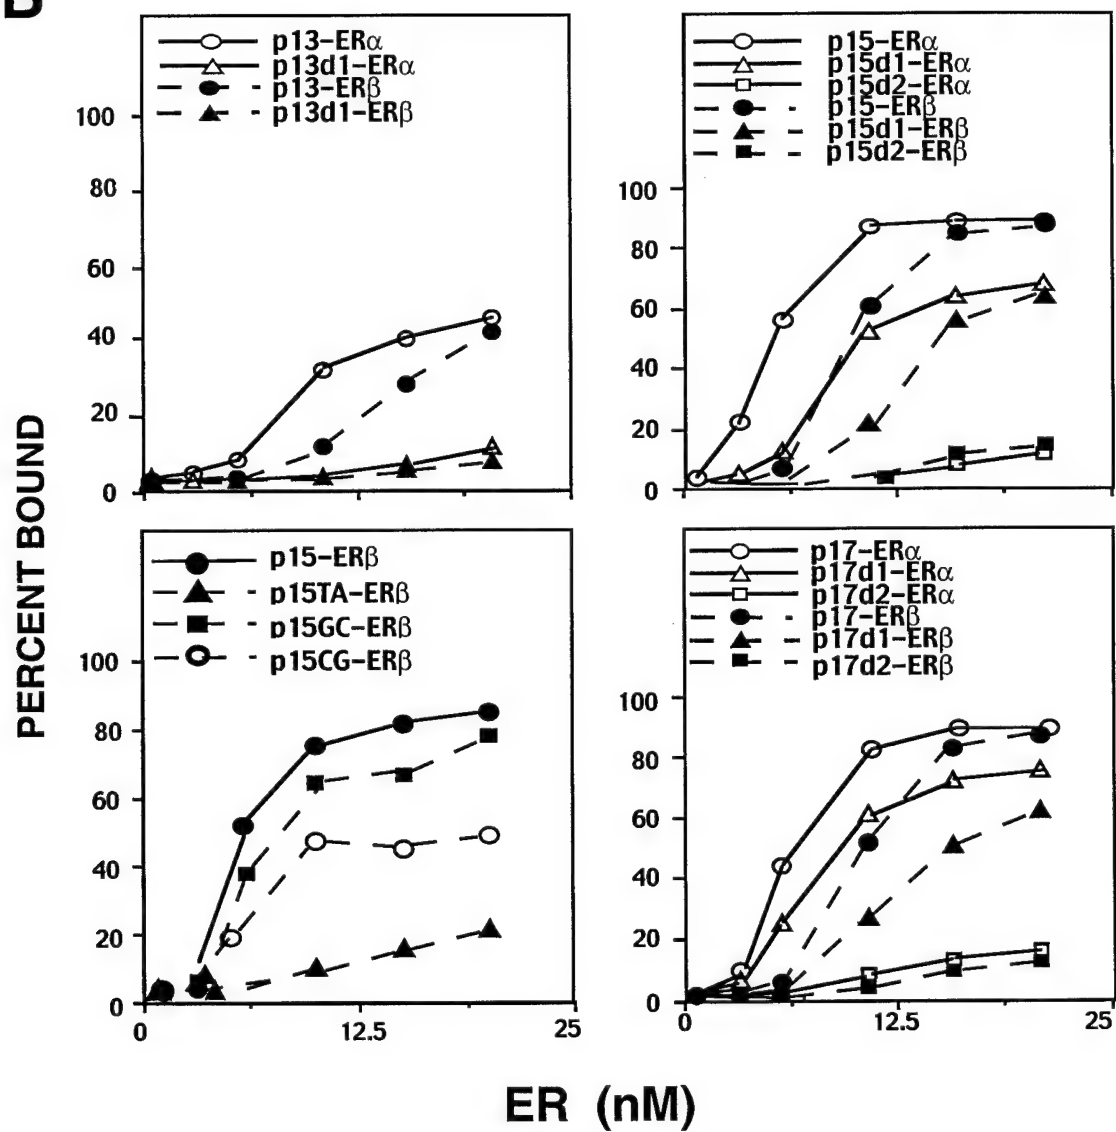 B
PERCENT BOUND
p13-ERα
p13d1-ERα
p13-ERβ
p13d1-ERβ
100
80
60
40
20
0
p15-ERα
p15d1-ERα
p15d2-ERα
p15-ERβ
p15d1-ERβ
p15d2-ERβ
100
80
60
40
20
0
0
12.5
25
p15-ERβ
p15TA-ERβ
p15GC-ERβ
p15CG-ERβ
100
80
60
40
20
0
0
12.5
25
p17-ERα
p17d1-ERα
p17d2-ERα
p17-ERβ
p17d1-ERβ
p17d2-ERβ
100
80
60
40
20
0
ER (nM)